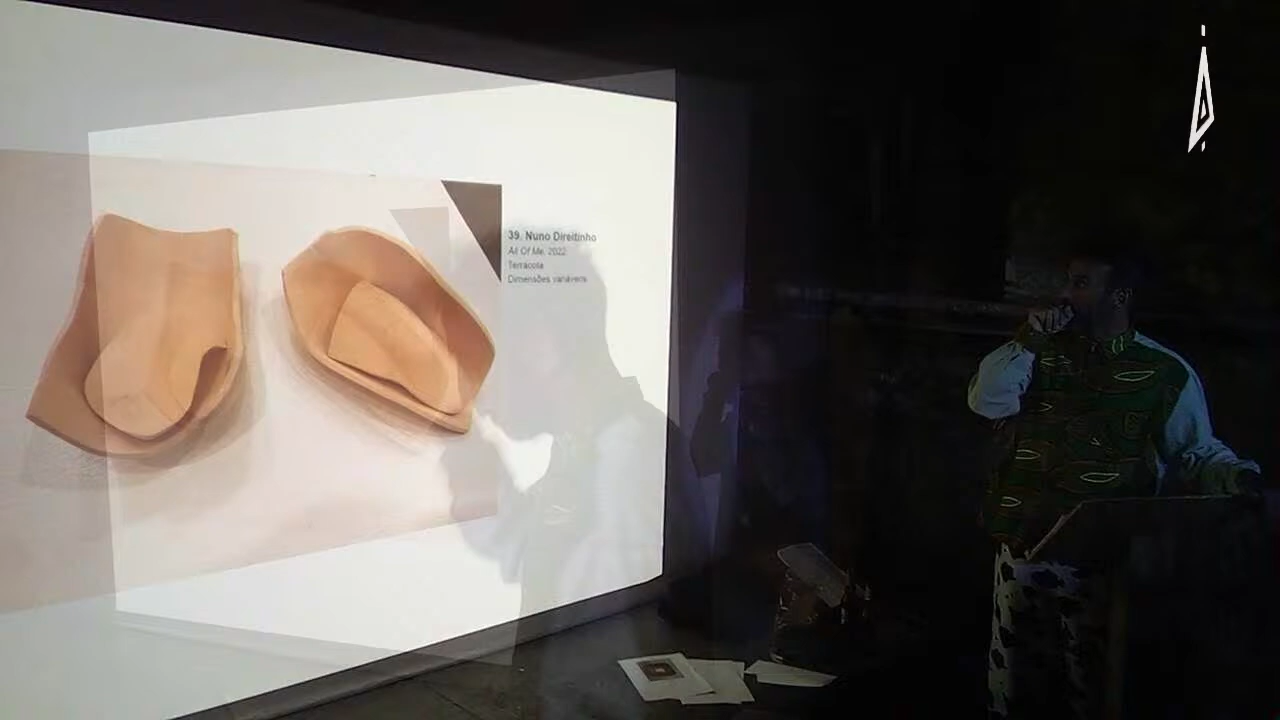 39. Nuno Direitinho
All Of Me, 2022
Terracota
Dimensões variáveis